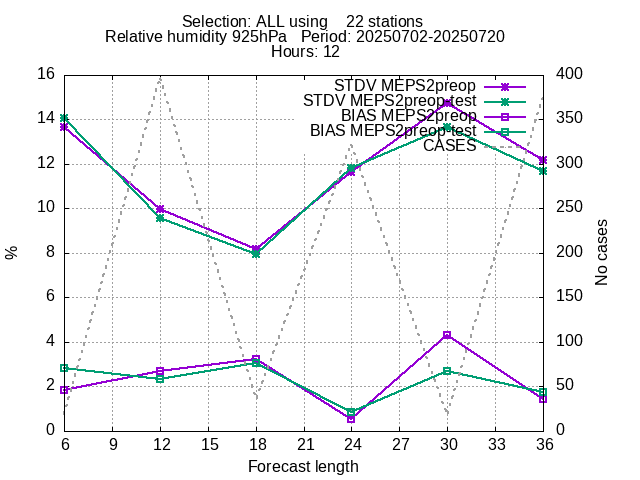 Selection: ALL using    22 stations
Relative humidity 925hPa   Period: 20250702-20250720
Hours: 12
STDV MEPS2preop
STDV MEPS2preop test
BIAS MEPS2preop
BIAS MEPS2preop test
CASES
16
14
12
10
8
6
4
2
0
400
350
300
250
200
150
100
50
0
%
No cases
6 9 12 15 18 21 24 27 30 33 36
Forecast length